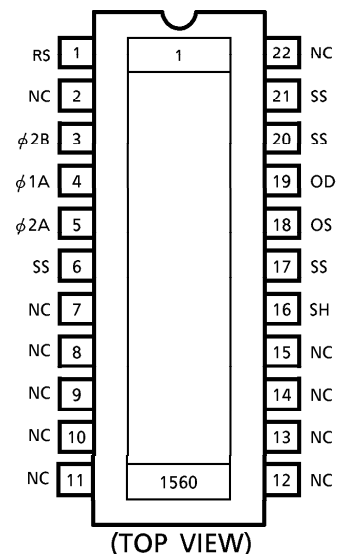 RS 1 1 22 NC
NC 2 21 SS
ϕ2B 3 20 SS
ϕ1A 4 19 OD
ϕ2A 5 18 OS
SS 6 17 SS
NC 7 16 SH
NC 8 15 NC
NC 9 14 NC
NC 10 13 NC
NC 11 1560 12 NC
(TOP VIEW)